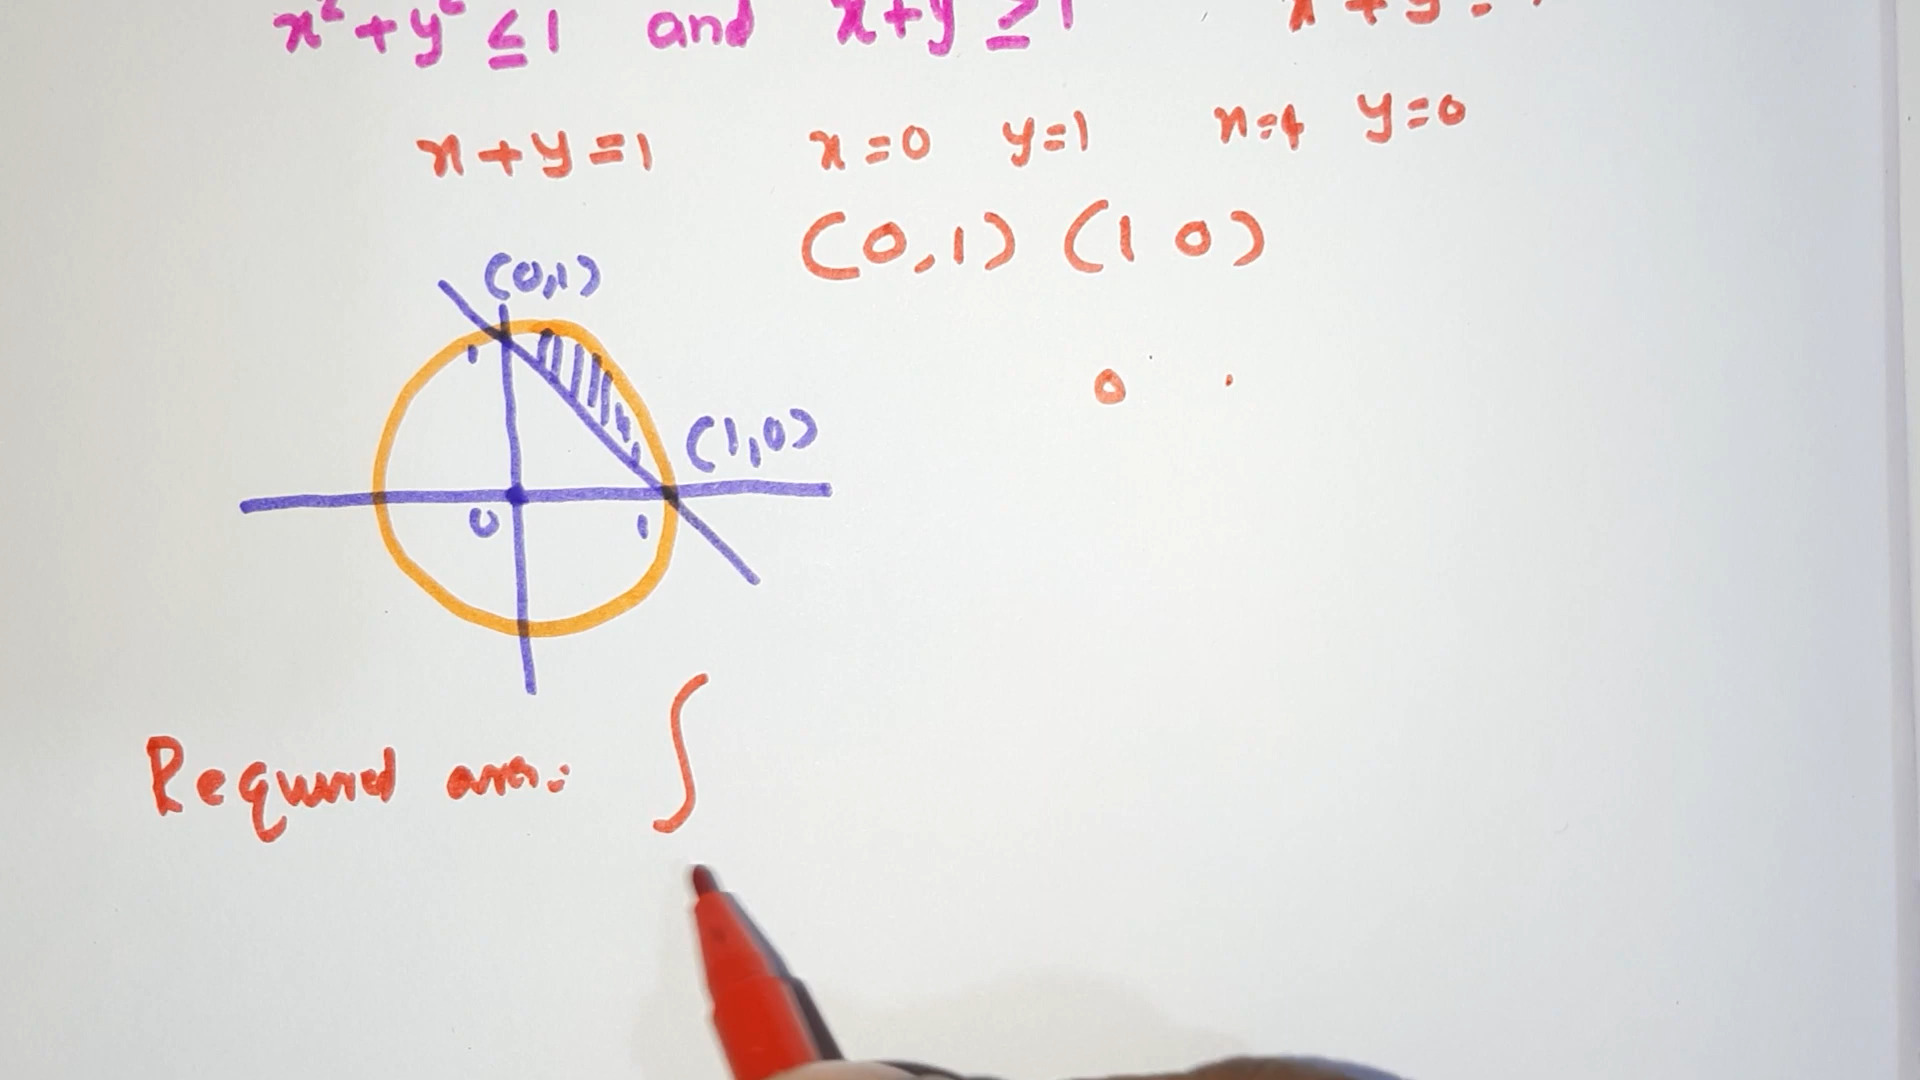 x²+y² ≤ 1 and x+y ≥ 1
x+y=1 x=0 y=1 x=1 y=0
(0,1) (1 0)
(0,1)
1
(1,0)
0 1
0
Required area: ∫